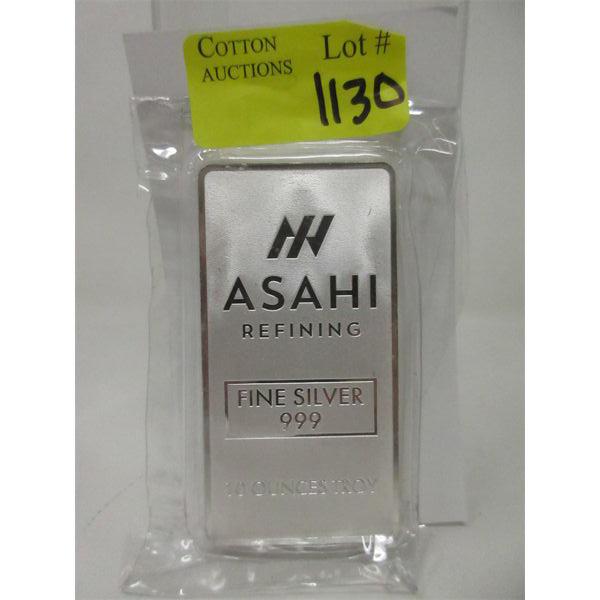 COTTON Lot #
AUCTIONS
1130
ASAHI
REFINING
FINE SILVER
999
10 OUNCES TROY